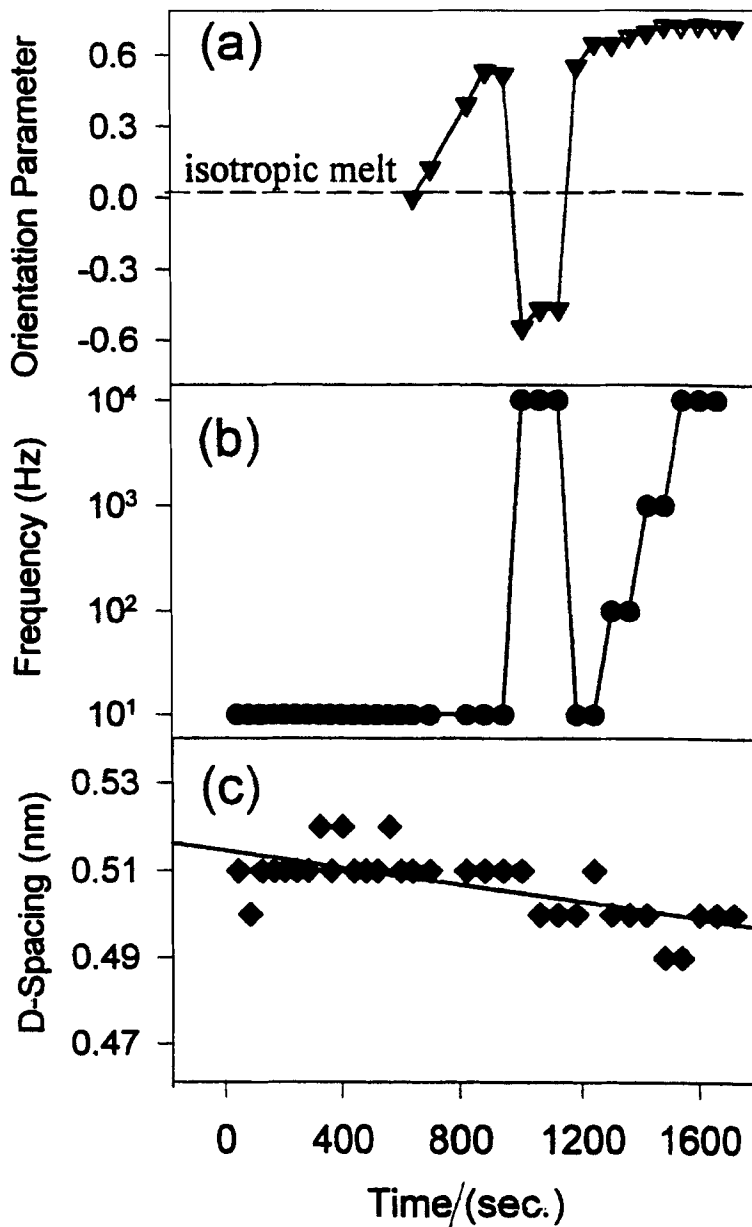 (a)
Orientation Parameter
0.6
0.3
0.0
-0.3
-0.6
isotropic melt
(b)
Frequency (Hz)
10⁴
10³
10²
10¹
(c)
D-Spacing (nm)
0.53
0.51
0.49
0.47
0 400 800 1200 1600
Time/(sec.)